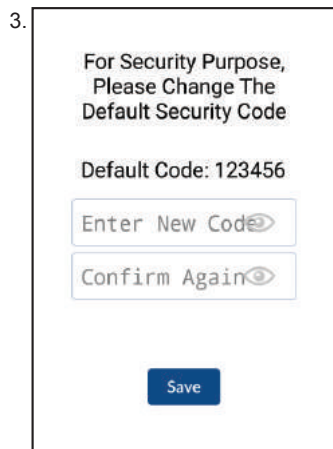 3.
For Security Purpose,
Please Change The
Default Security Code
Default Code: 123456
Enter New Code
Confirm Again
Save